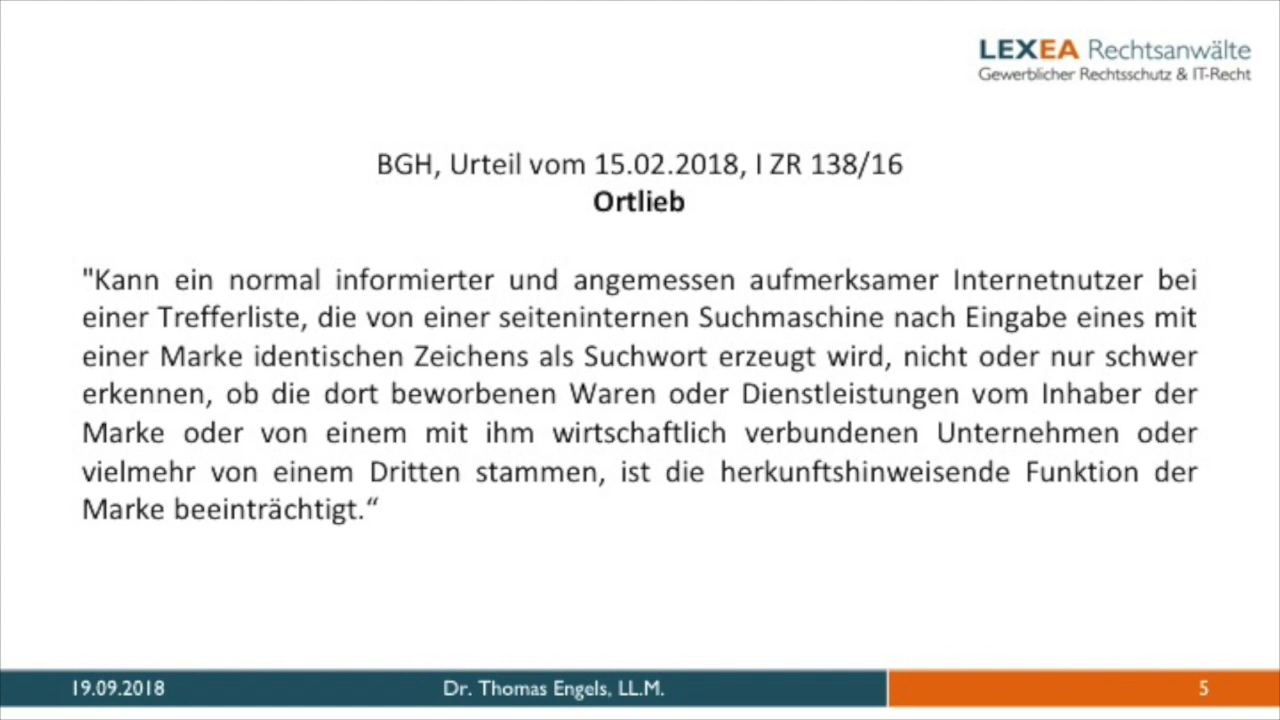 LEXEA Rechtsanwälte
Gewerblicher Rechtsschutz & IT-Recht
BGH, Urteil vom 15.02.2018, I ZR 138/16
Ortlieb
"Kann ein normal informierter und angemessen aufmerksamer Internetnutzer bei
einer Trefferliste, die von einer seiteninternen Suchmaschine nach Eingabe eines mit
einer Marke identischen Zeichens als Suchwort erzeugt wird, nicht oder nur schwer
erkennen, ob die dort beworbenen Waren oder Dienstleistungen vom Inhaber der
Marke oder von einem mit ihm wirtschaftlich verbundenen Unternehmen oder
vielmehr von einem Dritten stammen, ist die herkunftshinweisende Funktion der
Marke beeinträchtigt.“
19.09.2018
Dr. Thomas Engels, LL.M.
5